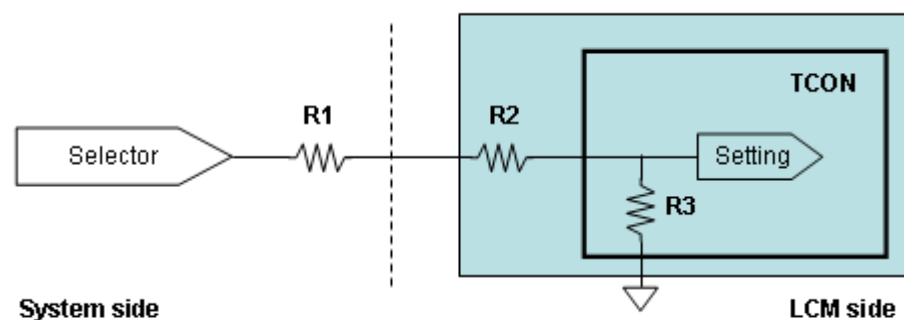 TCON
R1
R2
Selector
Setting
R3
System side
LCM side